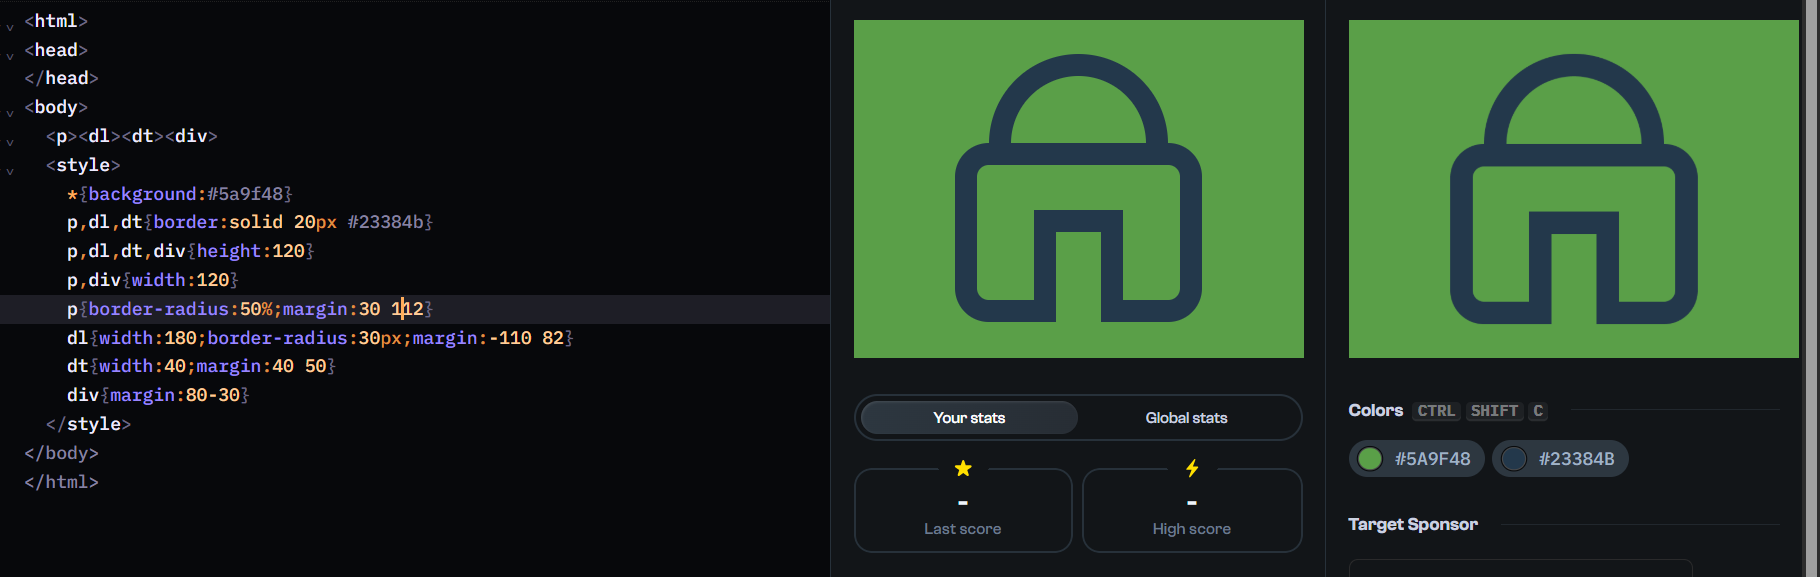 <html>
<head>
</head>
<body>
<p><dl><dt><div>
<style>
*{background:#5a9f48}
p,dl,dt{border:solid 20px #23384b}
p,dl,dt,div{height:120}
p,div{width:120}
p{border-radius:50%;margin:30 112}
dl{width:180;border-radius:30px;margin:-110 82}
dt{width:40;margin:40 50}
div{margin:80-30}
</style>
</body>
</html>
Your stats
Global stats
-
Last score
-
High score
Colors CTRL SHIFT C
#5A9F48 #23384B
Target Sponsor